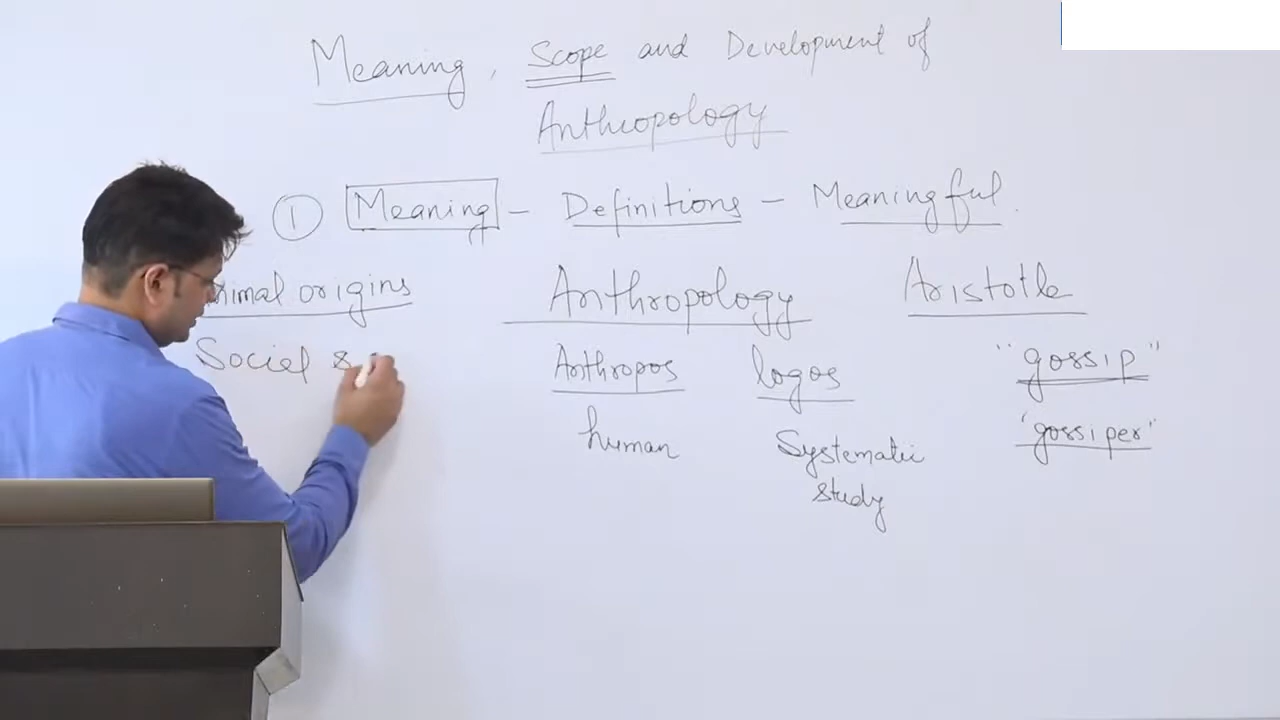 Meaning, Scope and Development of
Anthropology
① Meaning - Definitions - Meaningful.
origins
Anthropology
Aristotle
Social &
Anthropos logos
"gossip"
human
Systematic
study
"gossiper"